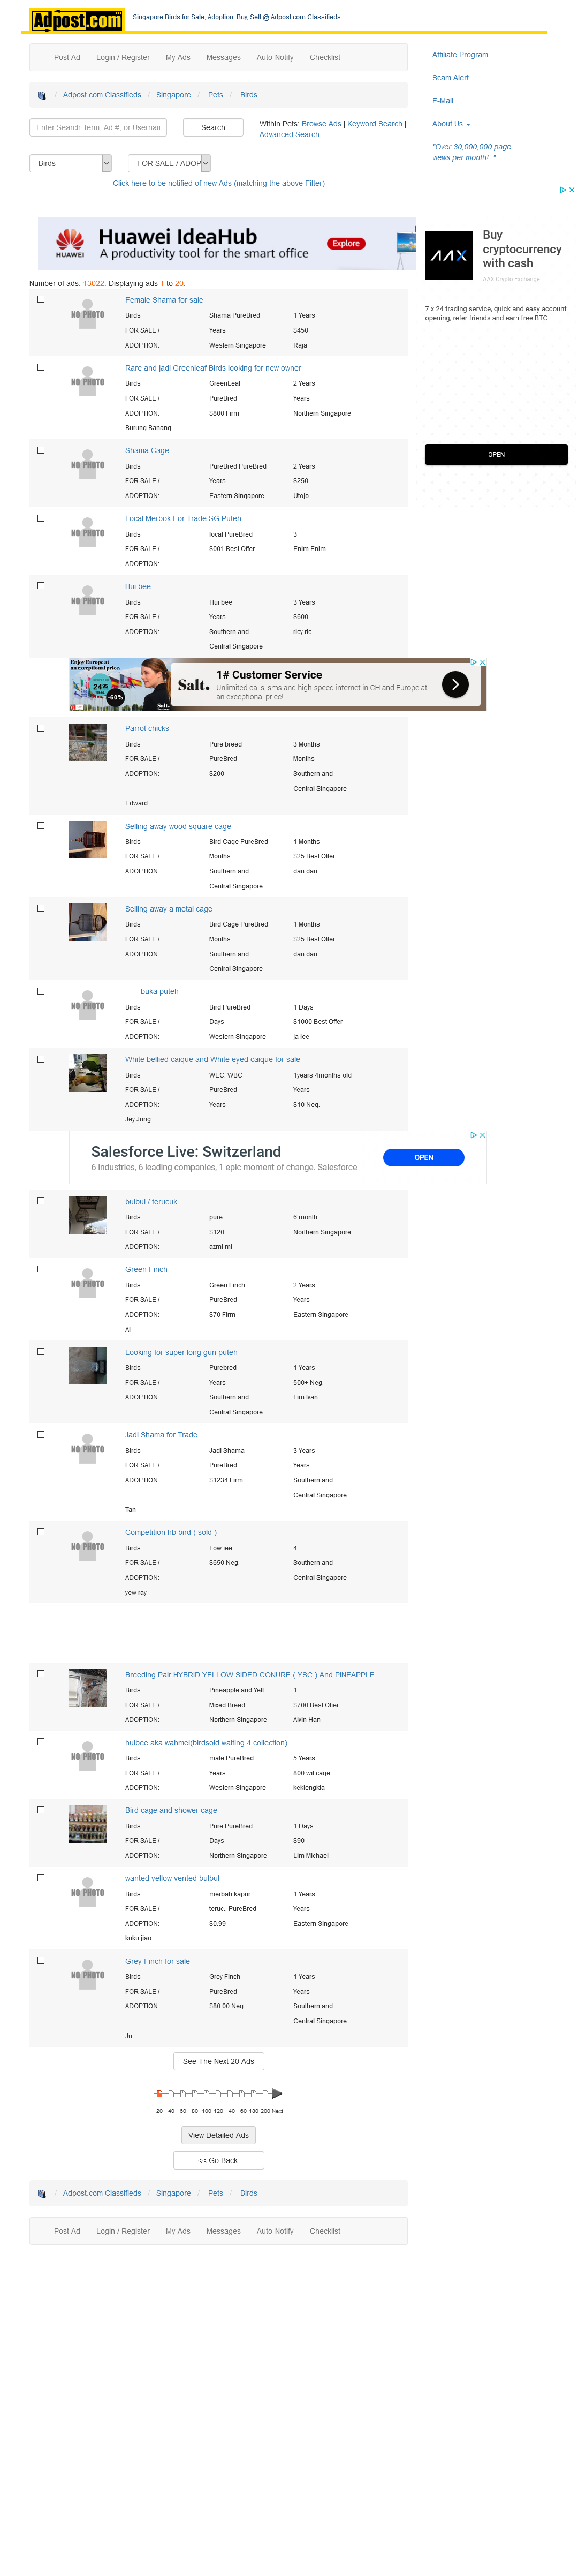 Adpost.com
Singapore Birds for Sale, Adoption, Buy, Sell @ Adpost.com Classifieds
Post Ad Login / Register My Ads Messages Auto-Notify Checklist
Affiliate Program
Scam Alert
E-Mail
About Us
"Over 30,000,000 page
views per month!.."
/ Adpost.com Classifieds / Singapore / Pets / Birds
Enter Search Term, Ad #, or Usernam
Search
Within Pets: Browse Ads | Keyword Search |
Advanced Search
Birds
FOR SALE / ADOP
Click here to be notified of new Ads (matching the above Filter)
Huawei IdeaHub
A productivity tool for the smart office
HUAWEI
Explore
Buy
cryptocurrency
with cash
AAX
AAX Crypto Exchange
7 x 24 trading service, quick and easy account
opening, refer friends and earn free BTC
OPEN
Number of ads: 13022. Displaying ads 1 to 20.
NO PHOTO
Female Shama for sale
Birds Shama PureBred 1 Years
FOR SALE / Years $450
ADOPTION: Western Singapore Raja
NO PHOTO
Rare and jadi Greenleaf Birds looking for new owner
Birds GreenLeaf 2 Years
FOR SALE / PureBred Years
ADOPTION: $800 Firm Northern Singapore
Burung Banang
NO PHOTO
Shama Cage
Birds PureBred PureBred 2 Years
FOR SALE / Years $250
ADOPTION: Eastern Singapore Utojo
NO PHOTO
Local Merbok For Trade SG Puteh
Birds local PureBred 3
FOR SALE / $001 Best Offer Enim Enim
ADOPTION:
NO PHOTO
Hui bee
Birds Hui bee 3 Years
FOR SALE / Years $600
ADOPTION: Southern and ricy ric
Central Singapore
Enjoy Europe at
an exceptional price.
24.95
-60%
Salt.
1# Customer Service
Unlimited calls, sms and high-speed internet in CH and Europe at
an exceptional price!
Parrot chicks
Birds Pure breed 3 Months
FOR SALE / PureBred Months
ADOPTION: $200 Southern and
Central Singapore
Edward
Selling away wood square cage
Birds Bird Cage PureBred 1 Months
FOR SALE / Months $25 Best Offer
ADOPTION: Southern and dan dan
Central Singapore
Selling away a metal cage
Birds Bird Cage PureBred 1 Months
FOR SALE / Months $25 Best Offer
ADOPTION: Southern and dan dan
Central Singapore
NO PHOTO
------ buka puteh --------
Birds Bird PureBred 1 Days
FOR SALE / Days $1000 Best Offer
ADOPTION: Western Singapore ja lee
White bellied caique and White eyed caique for sale
Birds WEC, WBC 1years 4months old
FOR SALE / PureBred Years
ADOPTION: Years $10 Neg.
Jey Jung
Salesforce Live: Switzerland
6 industries, 6 leading companies, 1 epic moment of change. Salesforce
OPEN
bulbul / terucuk
Birds pure 6 month
FOR SALE / $120 Northern Singapore
ADOPTION: azmi mi
NO PHOTO
Green Finch
Birds Green Finch 2 Years
FOR SALE / PureBred Years
ADOPTION: $70 Firm Eastern Singapore
Al
Looking for super long gun puteh
Birds Purebred 1 Years
FOR SALE / Years 500+ Neg.
ADOPTION: Southern and Lim Ivan
Central Singapore
NO PHOTO
Jadi Shama for Trade
Birds Jadi Shama 3 Years
FOR SALE / PureBred Years
ADOPTION: $1234 Firm Southern and
Central Singapore
Tan
NO PHOTO
Competition hb bird ( sold )
Birds Low fee 4
FOR SALE / $650 Neg. Southern and
ADOPTION: Central Singapore
yew ray
Breeding Pair HYBRID YELLOW SIDED CONURE ( YSC ) And PINEAPPLE
Birds Pineapple and Yell.. 1
FOR SALE / Mixed Breed $700 Best Offer
ADOPTION: Northern Singapore Alvin Han
NO PHOTO
huibee aka wahmei(birdsold waiting 4 collection)
Birds male PureBred 5 Years
FOR SALE / Years 800 wit cage
ADOPTION: Western Singapore keklengkia
Bird cage and shower cage
Birds Pure PureBred 1 Days
FOR SALE / Days $90
ADOPTION: Northern Singapore Lim Michael
NO PHOTO
wanted yellow vented bulbul
Birds merbah kapur 1 Years
FOR SALE / teruc.. PureBred Years
ADOPTION: $0.99 Eastern Singapore
kuku jiao
NO PHOTO
Grey Finch for sale
Birds Grey Finch 1 Years
FOR SALE / PureBred Years
ADOPTION: $80.00 Neg. Southern and
Central Singapore
Ju
See The Next 20 Ads
20 40 60 80 100 120 140 160 180 200 Next
View Detailed Ads
<< Go Back
/ Adpost.com Classifieds / Singapore / Pets / Birds
Post Ad Login / Register My Ads Messages Auto-Notify Checklist